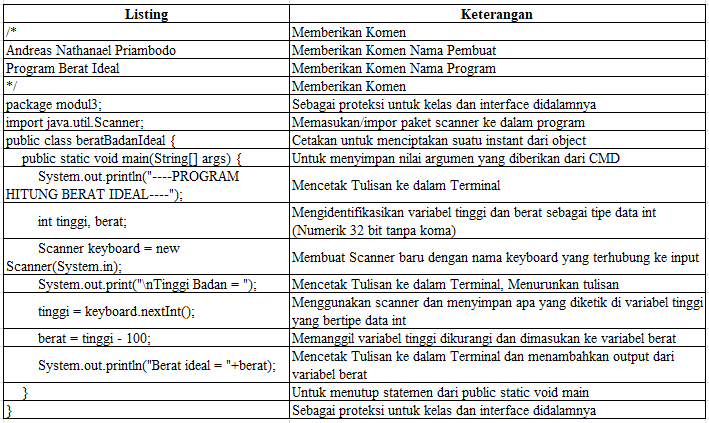 Listing Keterangan
/* Memberikan Komen
Andreas Nathanael Priambodo Memberikan Komen Nama Pembuat
Program Berat Ideal Memberikan Komen Nama Program
*/ Memberikan Komen
package modul3; Sebagai proteksi untuk kelas dan interface didalamnya
import java.util.Scanner; Memasukan/impor paket scanner ke dalam program
public class beratBadanIdeal { Cetakan untuk menciptakan suatu instant dari object
public static void main(String[] args) { Untuk menyimpan nilai argumen yang diberikan dari CMD
System.out.println("----PROGRAM
HITUNG BERAT IDEAL----");
Mencetak Tulisan ke dalam Terminal
int tinggi, berat;
Mengidentifikasikan variabel tinggi dan berat sebagai tipe data int
(Numerik 32 bit tanpa koma)
Scanner keyboard = new
Scanner(System.in);
Membuat Scanner baru dengan nama keyboard yang terhubung ke input
System.out.print("\nTinggi Badan = "); Mencetak Tulisan ke dalam Terminal, Menurunkan tulisan
tinggi = keyboard.nextInt();
Menggunakan scanner dan menyimpan apa yang diketik di variabel tinggi
yang bertipe data int
berat = tinggi - 100; Memanggil variabel tinggi dikurangi dan dimasukan ke variabel berat
System.out.println("Berat ideal = "+berat);
Mencetak Tulisan ke dalam Terminal dan menambahkan output dari
variabel berat
} Untuk menutup statemen dari public static void main
} Sebagai proteksi untuk kelas dan interface didalamnya